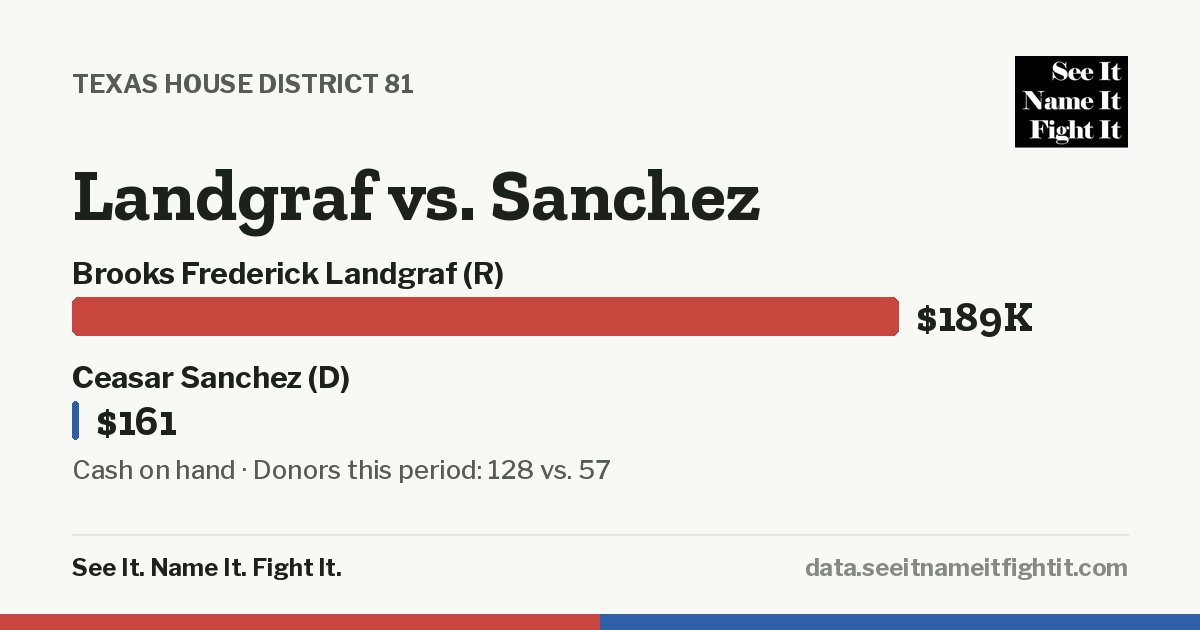 TEXAS HOUSE DISTRICT 81
See It
Name It
Fight It
Landgraf vs. Sanchez
Brooks Frederick Landgraf (R)
$189K
Ceasar Sanchez (D)
$161
Cash on hand · Donors this period: 128 vs. 57
See It. Name It. Fight It.
data.seeitnameitfightit.com